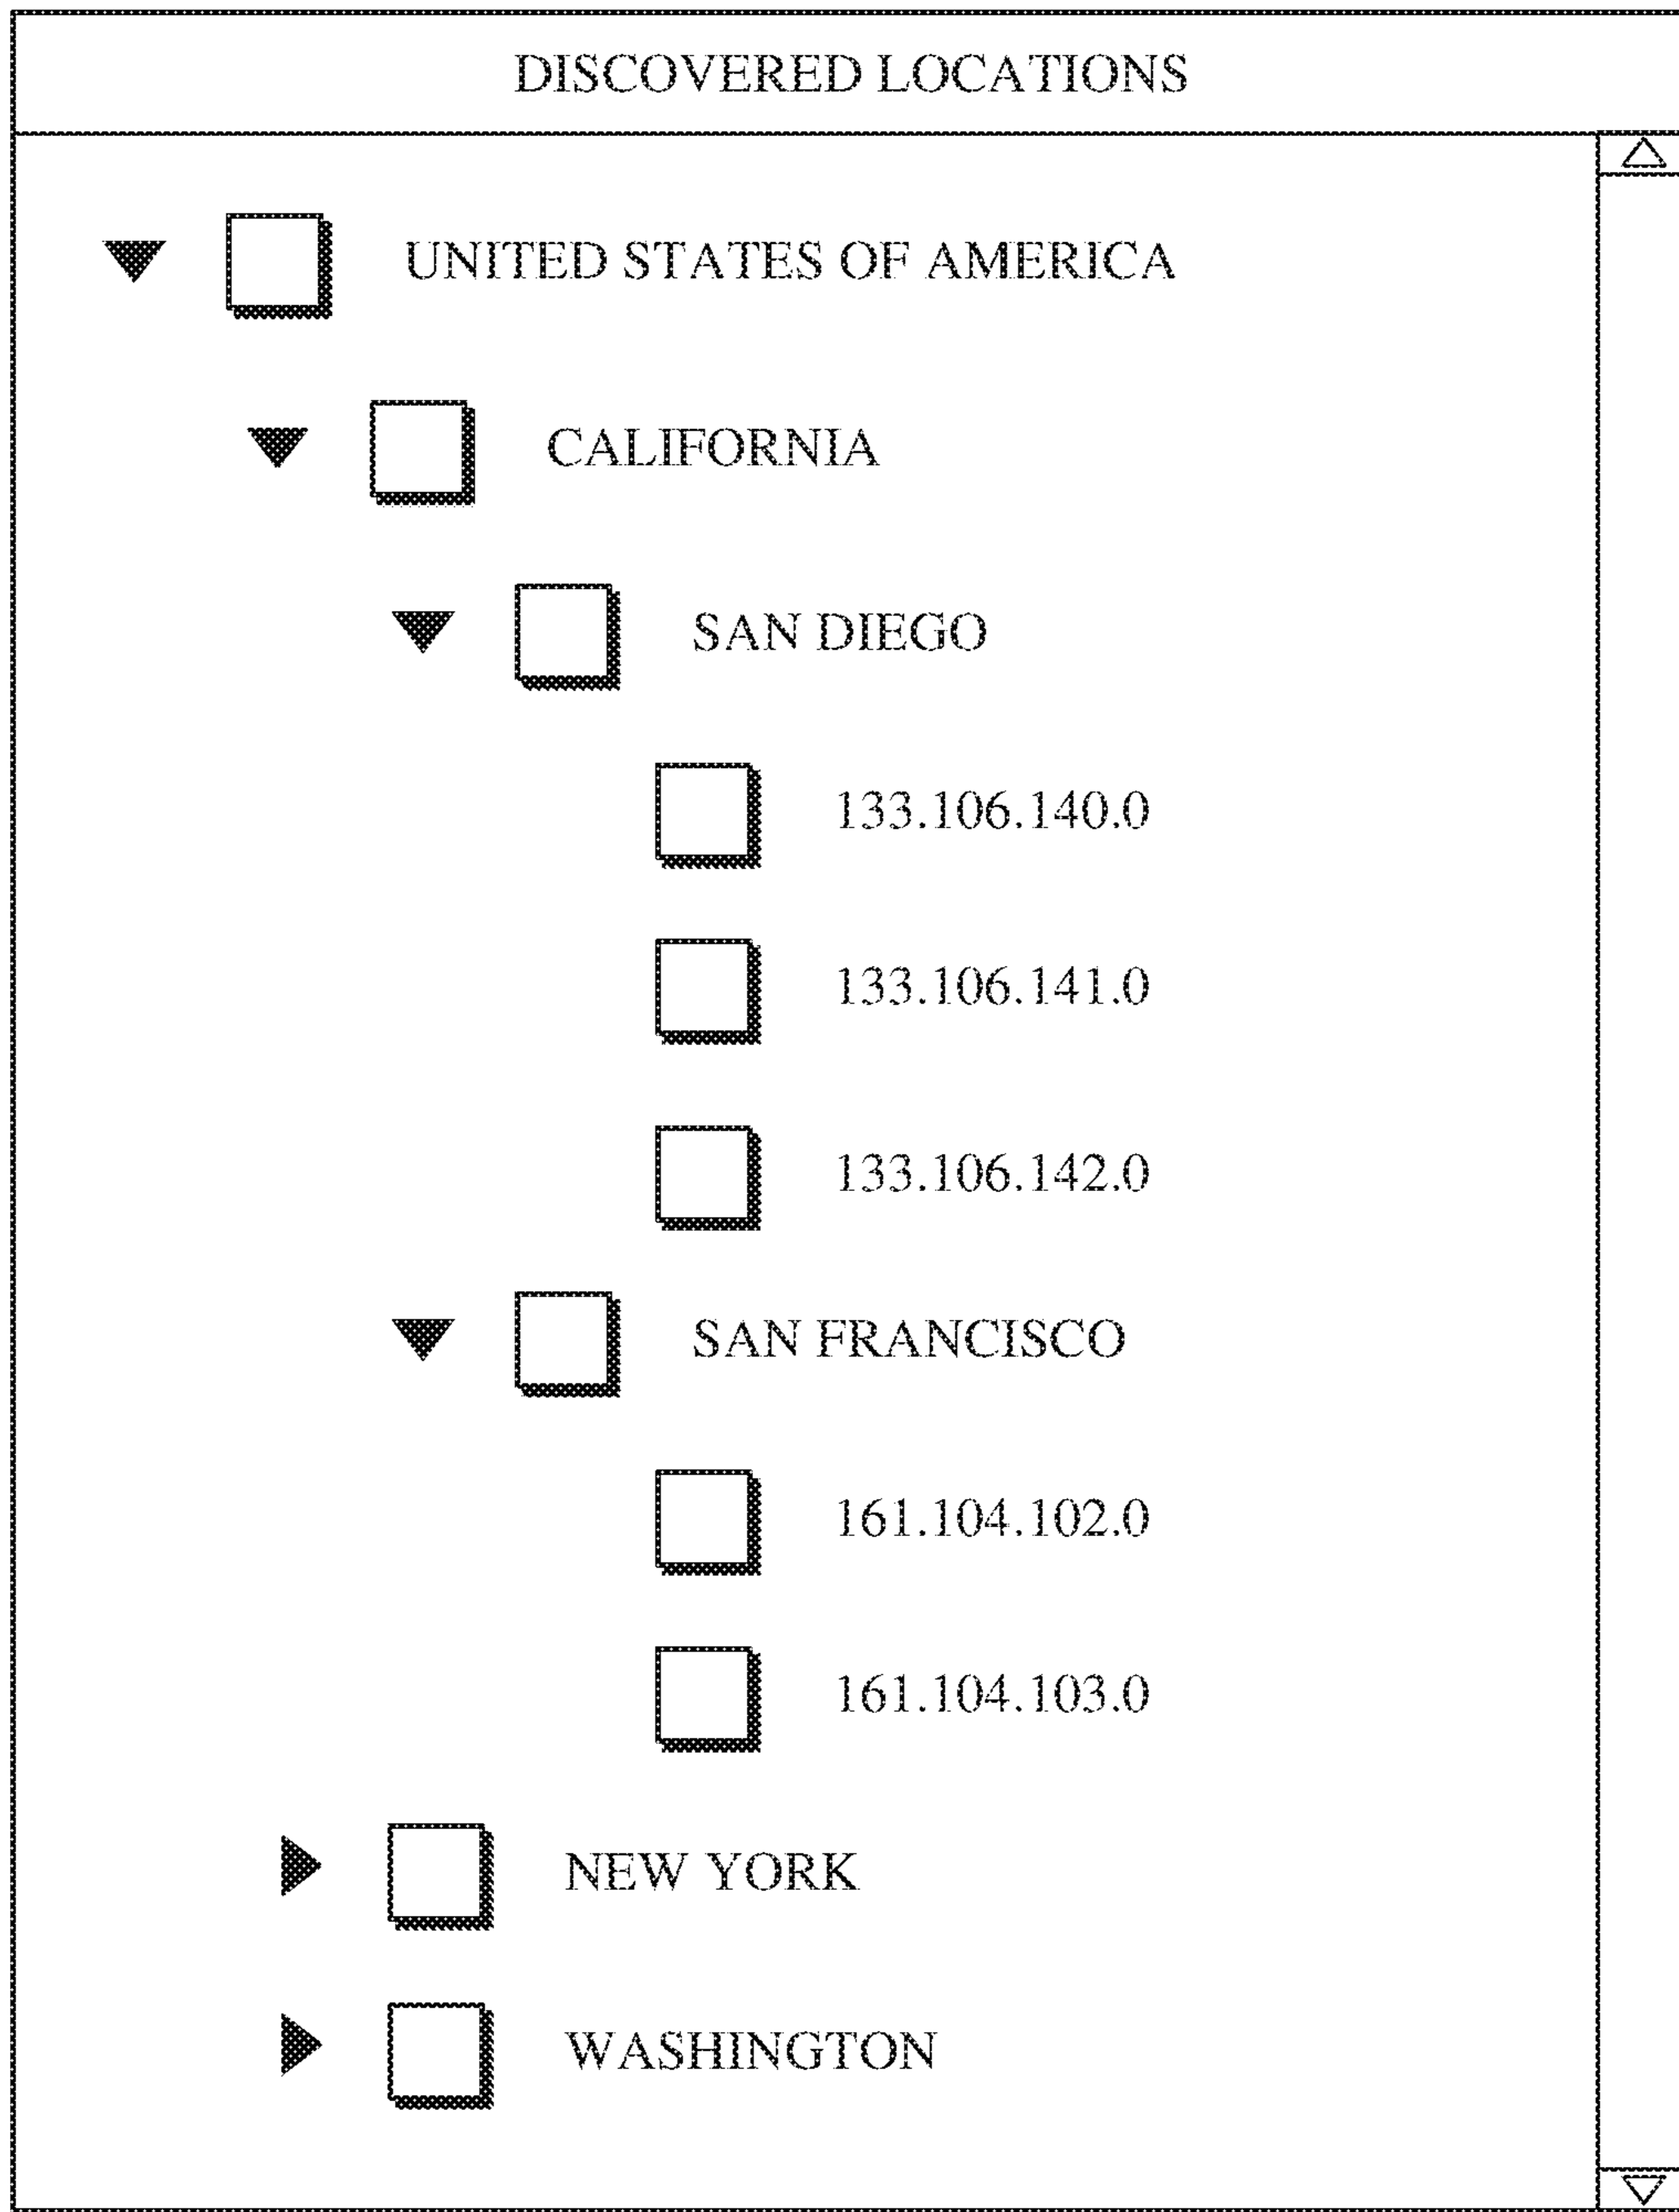 DISCOVERED LOCATIONS
UNITED STATES OF AMERICA
CALIFORNIA
SAN DIEGO
133.106.140.0
133.106.141.0
133.106.142.0
SAN FRANCISCO
161.104.102.0
161.104.103.0
NEW YORK
WASHINGTON